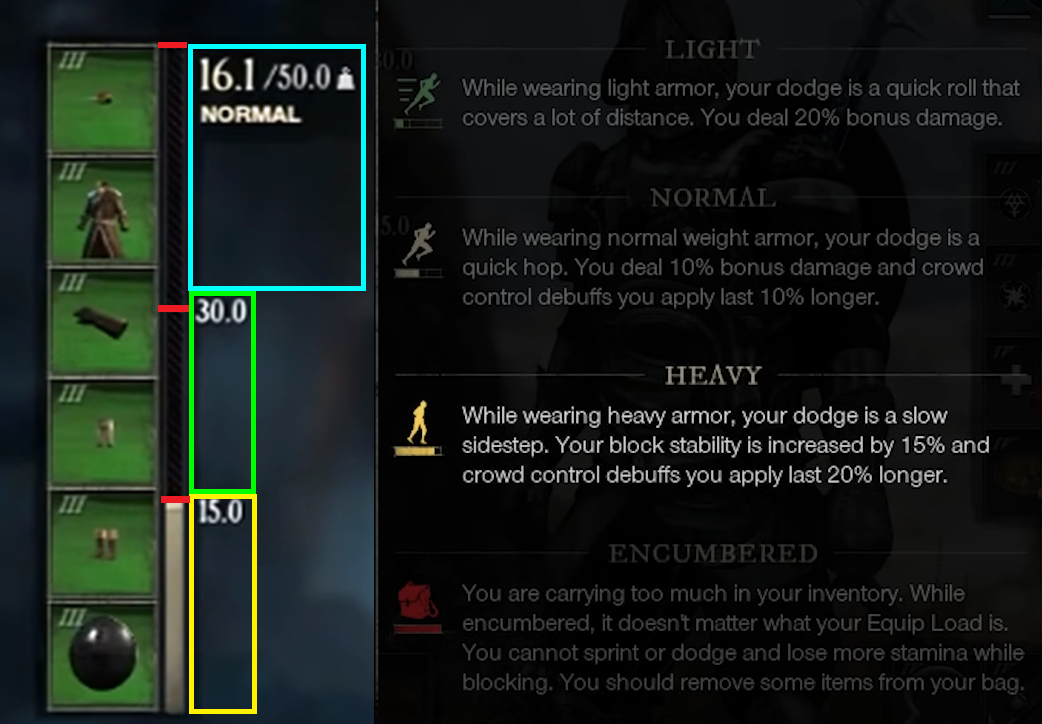 III
III
III
III
III
III
16.1 /50.0
NORMAL
30.0
15.0
LIGHT
While wearing light armor, your dodge is a quick roll that
covers a lot of distance. You deal 20% bonus damage.
NORMAL
While wearing normal weight armor, your dodge is a
quick hop. You deal 10% bonus damage and crowd
control debuffs you apply last 10% longer.
HEAVY
While wearing heavy armor, your dodge is a slow
sidestep. Your block stability is increased by 15% and
crowd control debuffs you apply last 20% longer.
ENCUMBERED
You are carrying too much in your inventory. While
encumbered, it doesn't matter what your Equip Load is.
You cannot sprint or dodge and lose more stamina while
blocking. You should remove some items from your bag.